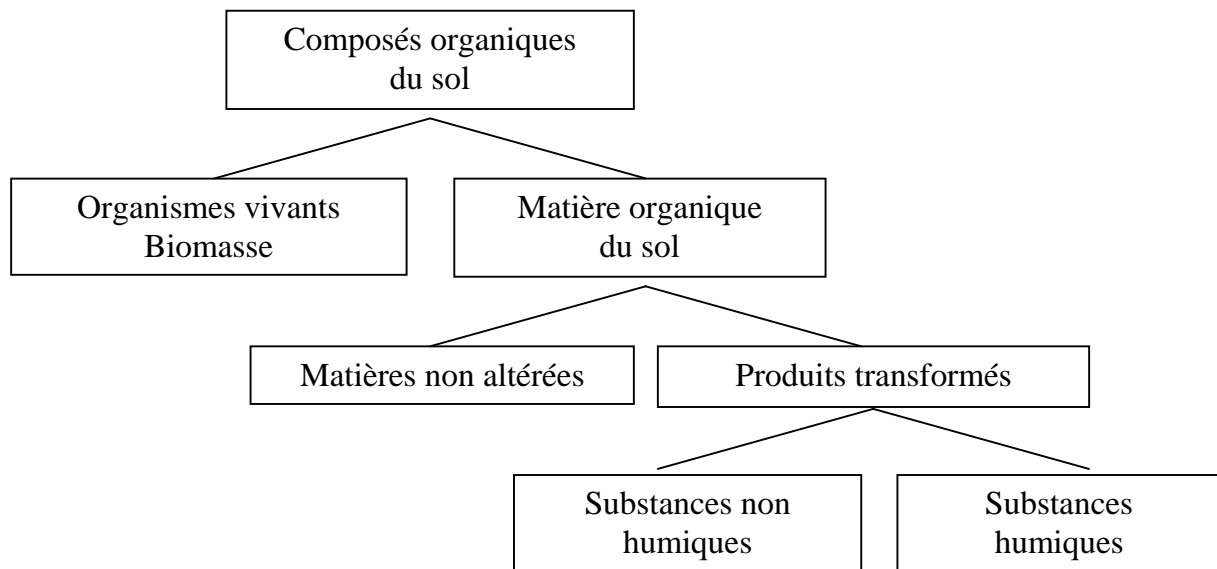 Composés organiques
du sol
Organismes vivants
Biomasse
Matière organique
du sol
Matières non altérées
Produits transformés
Substances non
humiques
Substances
humiques